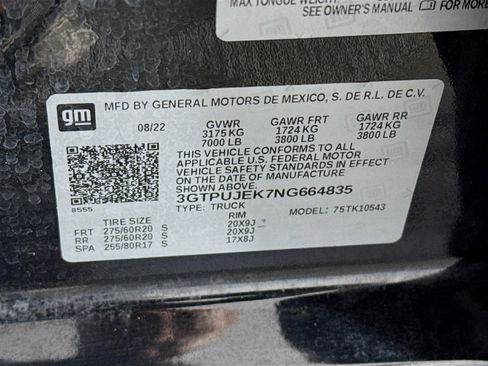 MAX TONGUE WEIGHT:
SEE OWNER'S MANUAL FOR MORE
gm
MFD BY GENERAL MOTORS DE MEXICO, S. DE R.L. DE C.V.
08/22 GVWR GAWR FRT GAWR RR
3175 KG 1724 KG 1724 KG
7000 LB 3800 LB 3800 LB
THIS VEHICLE CONFORMS TO ALL
APPLICABLE U.S. FEDERAL MOTOR
VEHICLE SAFETY STANDARDS IN EFFECT
ON THE DATE OF MANUFACTURE SHOWN ABOVE.
3GTPUJEK7NG664835
8555 TYPE: TRUCK MODEL: 75TK10543
TIRE SIZE RIM
FRT 275/60R20 S 20X9J
RR 275/60R20 S 20X9J
SPA 255/80R17 S 17X8J